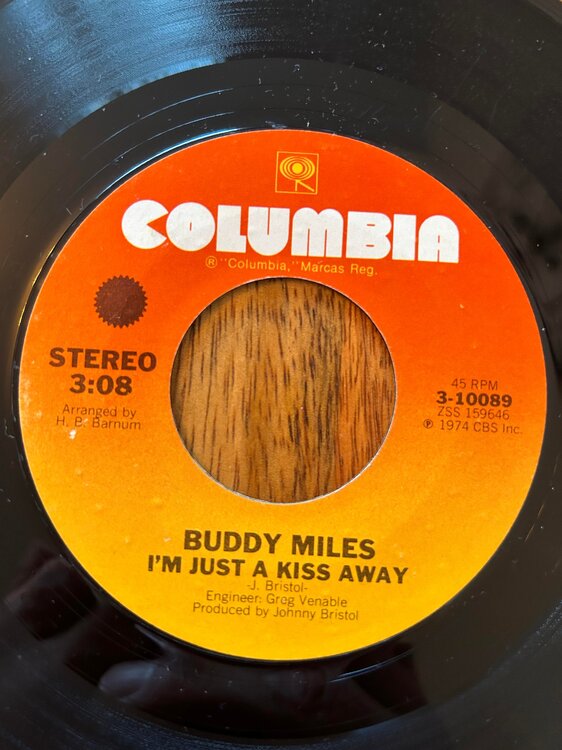 COLUMBIA
® "Columbia," Marcas Reg.
STEREO
3:08
Arranged by
H. B. Barnum
45 RPM
3-10089
ZSS 159646
℗ 1974 CBS Inc.
BUDDY MILES
I'M JUST A KISS AWAY
-J. Bristol-
Engineer: Greg Venable
Produced by Johnny Bristol